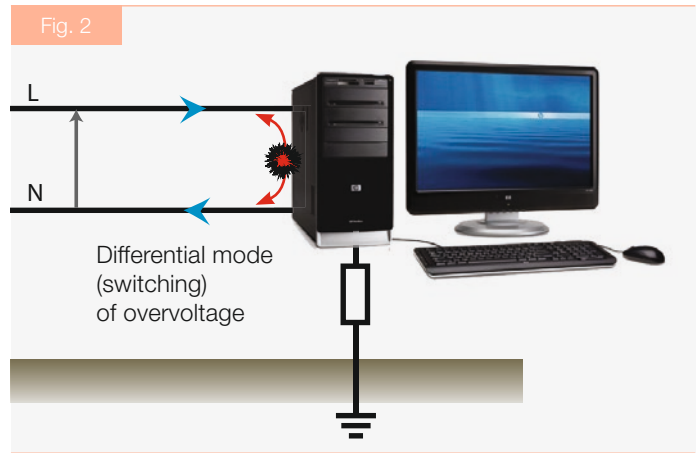 Fig. 2
L
N
Differential mode
(switching)
of overvoltage